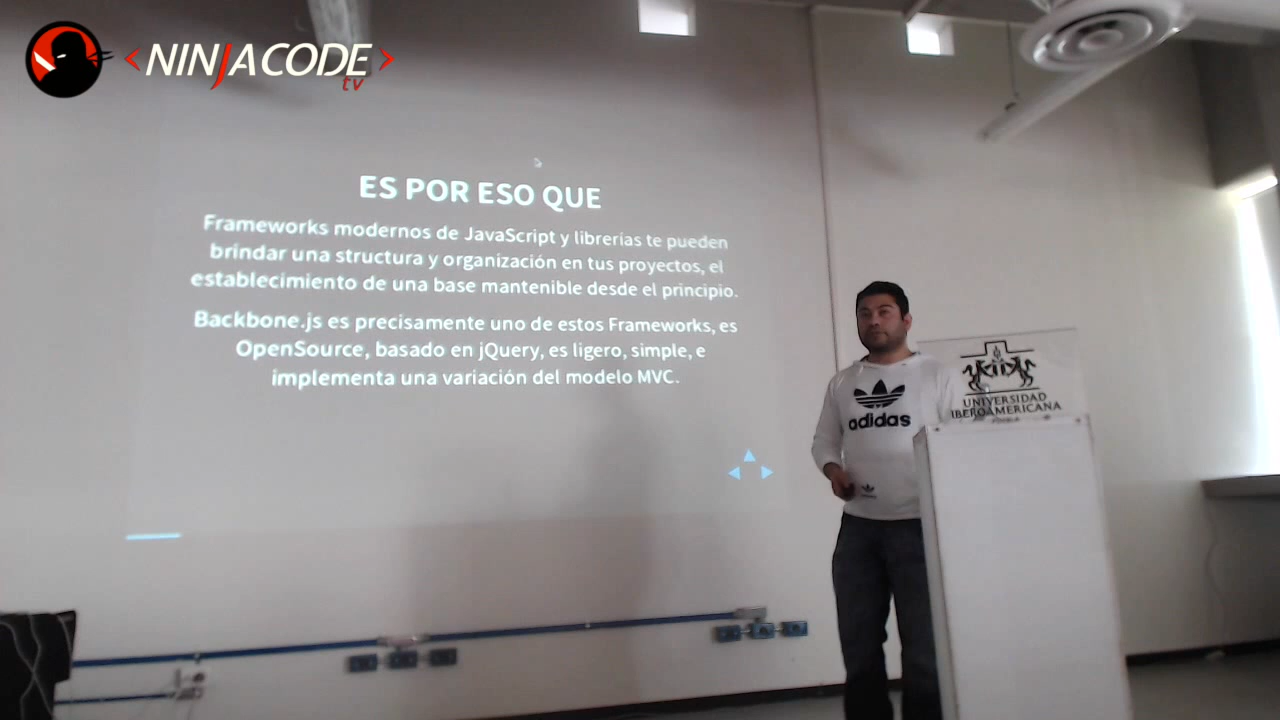 <NINJACODE>
tv
ES POR ESO QUE
Frameworks modernos de JavaScript y librerías te pueden
brindar una structura y organización en tus proyectos, el
establecimiento de una base mantenible desde el principio.
Backbone.js es precisamente uno de estos Frameworks, es
OpenSource, basado en jQuery, es ligero, simple, e
implementa una variación del modelo MVC.
adidas
UNIVERSIDAD
IBEROAMERICANA